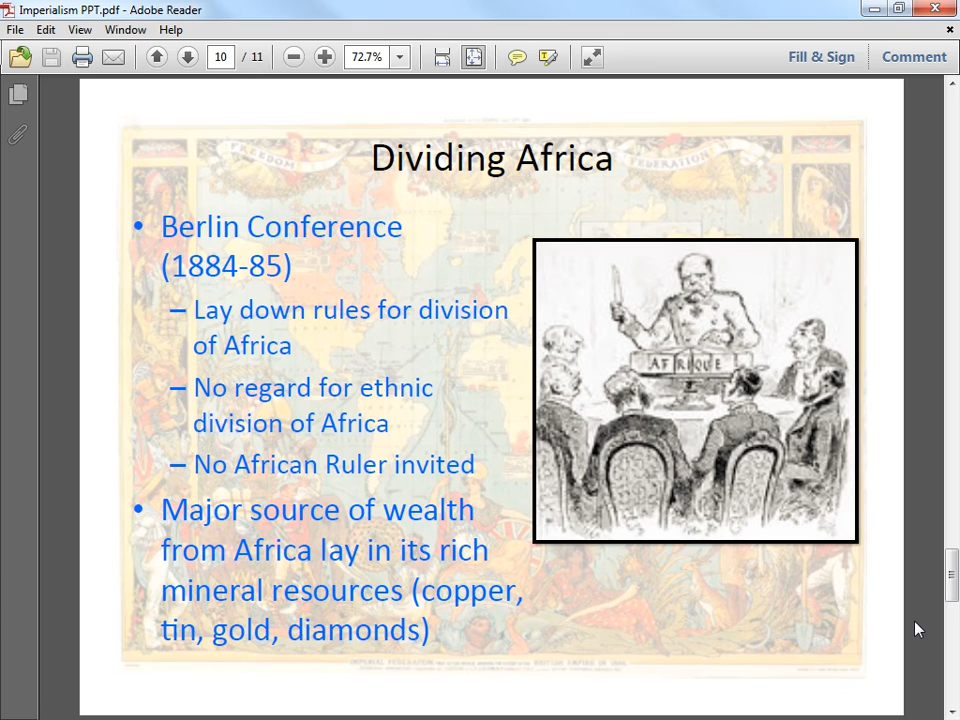 Imperialism PPT.pdf - Adobe Reader
File Edit View Window Help
10 / 11 72.7% Fill & Sign Comment
FREEDOM FEDERATION
Dividing Africa
• Berlin Conference
(1884-85)
– Lay down rules for division
of Africa
– No regard for ethnic
division of Africa
– No African Ruler invited
• Major source of wealth
from Africa lay in its rich
mineral resources (copper,
tin, gold, diamonds)
AFRIQUE